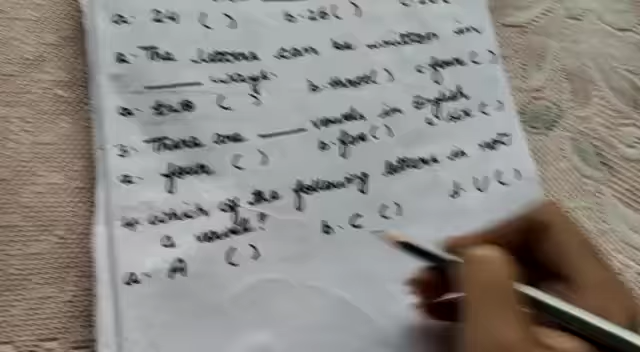 a. 24 ( ) b. 26 ( )
2. The letters can be written in
ways
a. two ( ) b. three ( ) c. four ( )
3. There are ___ vowels in english
a. four ( ) b. five ( ) c. six ( )
4. which of the following letters is not
a vowel?
a. A ( ) b. C ( ) c. U ( )